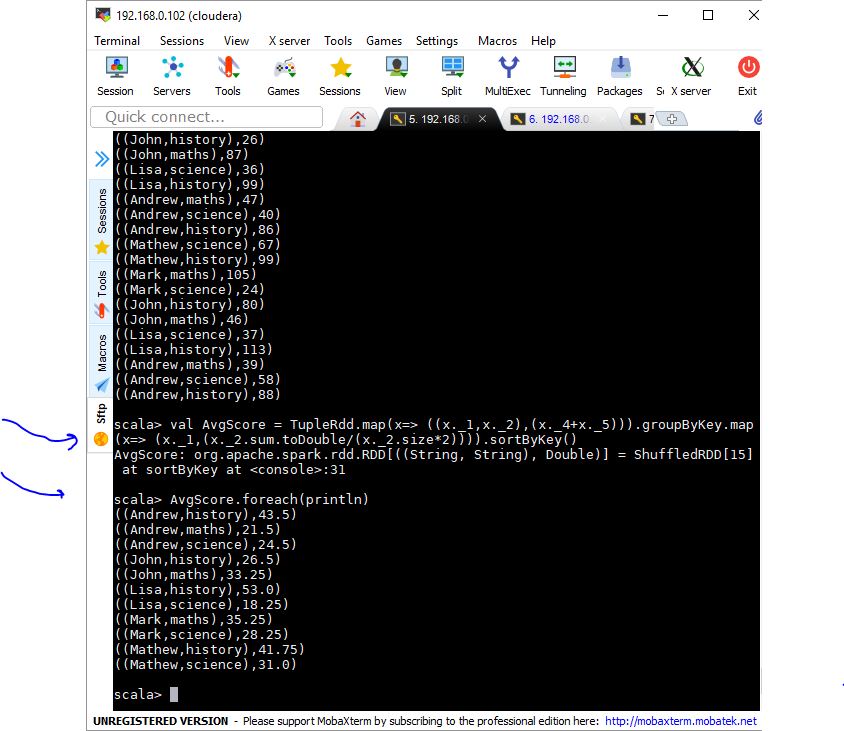 192.168.0.102 (cloudera)
Terminal Sessions View X server Tools Games Settings Macros Help
Session Servers Tools Games Sessions View Split MultiExec Tunneling Packages Se X server Exit
Quick connect...
5. 192.168.0
6. 192.168.0.
7
Sessions
Tools
Macros
Sftp
((John,history),26)
((John,maths),87)
((Lisa,science),36)
((Lisa,history),99)
((Andrew,maths),47)
((Andrew,science),40)
((Andrew,history),86)
((Mathew,science),67)
((Mathew,history),99)
((Mark,maths),105)
((Mark,science),24)
((John,history),80)
((John,maths),46)
((Lisa,science),37)
((Lisa,history),113)
((Andrew,maths),39)
((Andrew,science),58)
((Andrew,history),88)
scala> val AvgScore = TupleRdd.map(x=> ((x._1,x._2),(x._4+x._5))).groupByKey.map
(x=> (x._1,(x._2.sum.toDouble/(x._2.size*2)))).sortByKey()
AvgScore: org.apache.spark.rdd.RDD[((String, String), Double)] = ShuffledRDD[15]
at sortByKey at <console>:31
scala> AvgScore.foreach(println)
((Andrew,history),43.5)
((Andrew,maths),21.5)
((Andrew,science),24.5)
((John,history),26.5)
((John,maths),33.25)
((Lisa,history),53.0)
((Lisa,science),18.25)
((Mark,maths),35.25)
((Mark,science),28.25)
((Mathew,history),41.75)
((Mathew,science),31.0)
scala>
UNREGISTERED VERSION - Please support MobaXterm by subscribing to the professional edition here: http://mobaxterm.mobatek.net